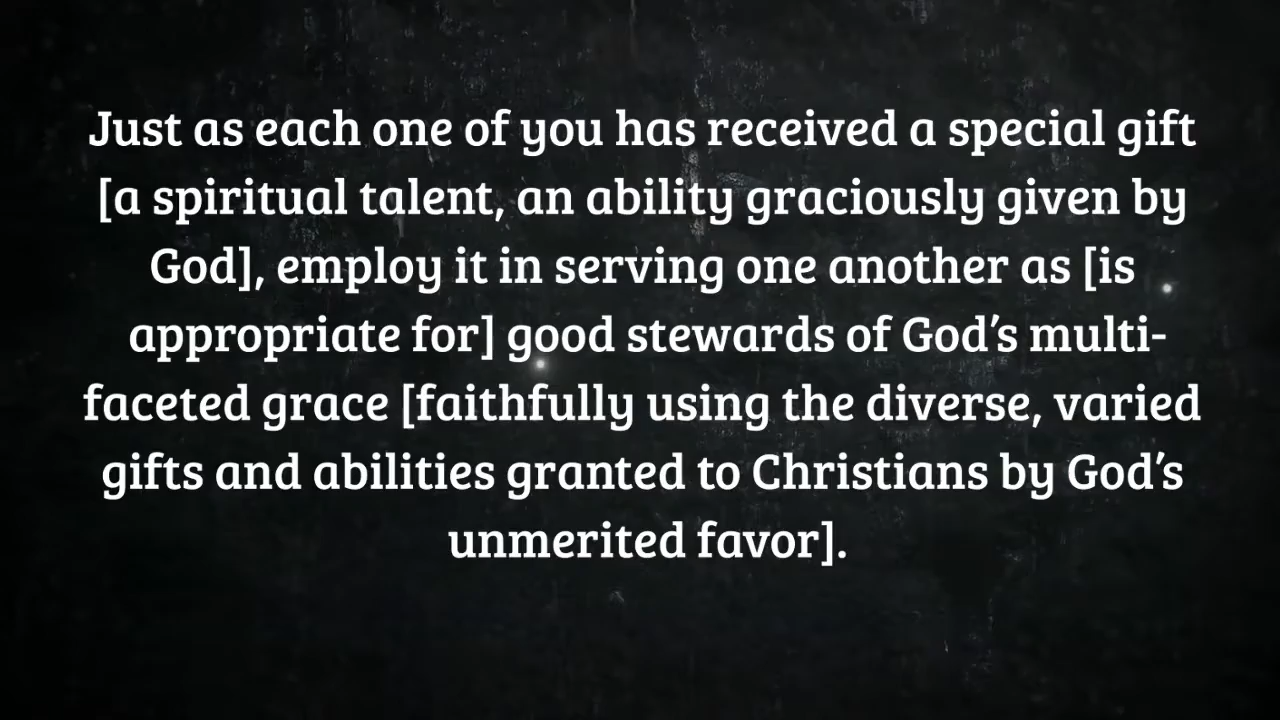 Just as each one of you has received a special gift
[a spiritual talent, an ability graciously given by
God], employ it in serving one another as [is
appropriate for] good stewards of God’s multi-
faceted grace [faithfully using the diverse, varied
gifts and abilities granted to Christians by God’s
unmerited favor].